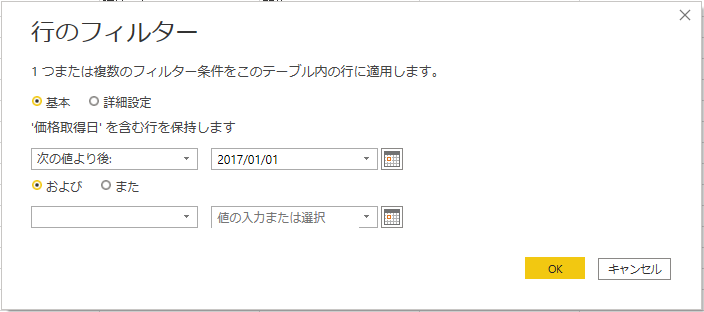 行のフィルター
1 つまたは複数のフィルター条件をこのテーブル内の行に適用します。
基本 詳細設定
'価格取得日' を含む行を保持します
次の値より後: 2017/01/01
および また
値の入力または選択
OK キャンセル